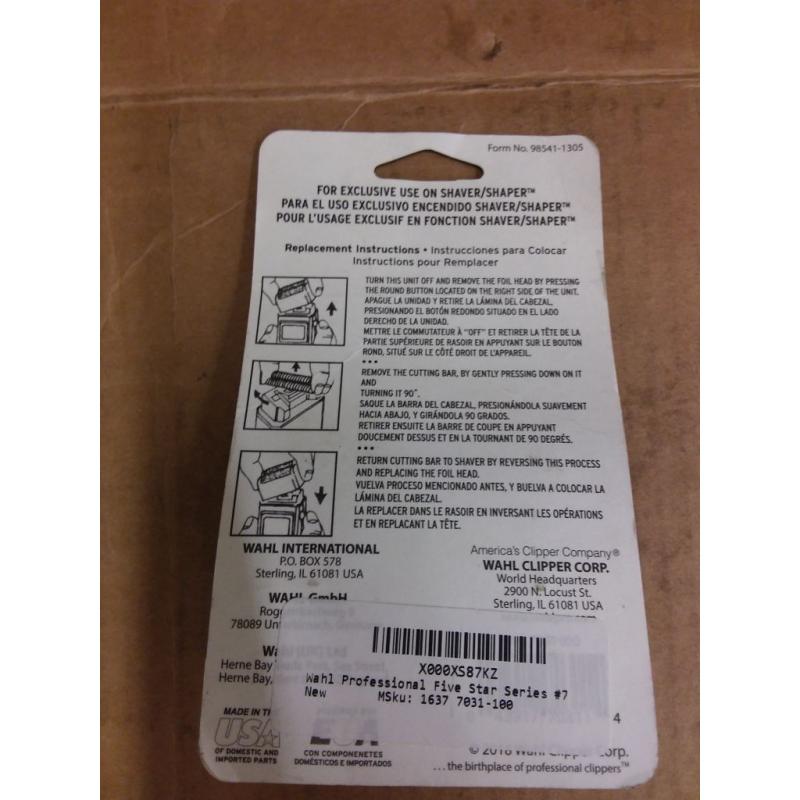 Form No. 98541-1305
FOR EXCLUSIVE USE ON SHAVER/SHAPER™
PARA EL USO EXCLUSIVO ENCENDIDO SHAVER/SHAPER™
POUR L'USAGE EXCLUSIF EN FONCTION SHAVER/SHAPER™
Replacement Instructions • Instrucciones para Colocar
Instructions pour Remplacer
TURN THIS UNIT OFF AND REMOVE THE FOIL HEAD BY PRESSING
THE ROUND BUTTON LOCATED ON THE RIGHT SIDE OF THE UNIT.
APAGUE LA UNIDAD Y RETIRE LA LÁMINA DEL CABEZAL,
PRESIONANDO EL BOTÓN REDONDO SITUADO EN EL LADO
DERECHO DE LA UNIDAD.
METTRE LE COMMUTATEUR À "OFF" ET RETIRER LA TÊTE DE LA
PARTIE SUPÉRIEURE DE RASOIR EN APPUYANT SUR LE BOUTON
ROND, SITUÉ SUR LE CÔTÉ DROIT DE L'APPAREIL.
•••
REMOVE THE CUTTING BAR, BY GENTLY PRESSING DOWN ON IT
AND
TURNING IT 90°.
SAQUE LA BARRA DEL CABEZAL, PRESIONÁNDOLA SUAVEMENT
HACIA ABAJO, Y GIRÁNDOLA 90 GRADOS.
RETIRER ENSUITE LA BARRE DE COUPE EN APPUYANT
DOUCEMENT DESSUS ET EN LA TOURNANT DE 90 DEGRÉS.
•••
RETURN CUTTING BAR TO SHAVER BY REVERSING THIS PROCESS
AND REPLACING THE FOIL HEAD.
VUELVA PROCESO MENCIONADO ANTES, Y BUELVA A COLOCAR LA
LÁMINA DEL CABEZAL.
LA REPLACER DANS LE RASOIR EN INVERSANT LES OPÉRATIONS
ET EN REPLACANT LA TÊTE.
WAHL INTERNATIONAL
P.O. BOX 578
Sterling, IL 61081 USA
America's Clipper Company®
WAHL CLIPPER CORP.
World Headquarters
2900 N. Locust St.
Sterling, IL 61081 USA
WAHL GmbH
78089
Herne Bay
Herne Bay,
X000XS87KZ
Wahl Professional Five Star Series #7
New MSku: 1637 7031-100
MADE IN THE
USA
OF DOMESTIC AND
IMPORTED PARTS
CON COMPONENETES
DOMÉSTICOS E IMPORTADOS
4
© 2016 Wahl Clipper Corp.
...the birthplace of professional clippers™